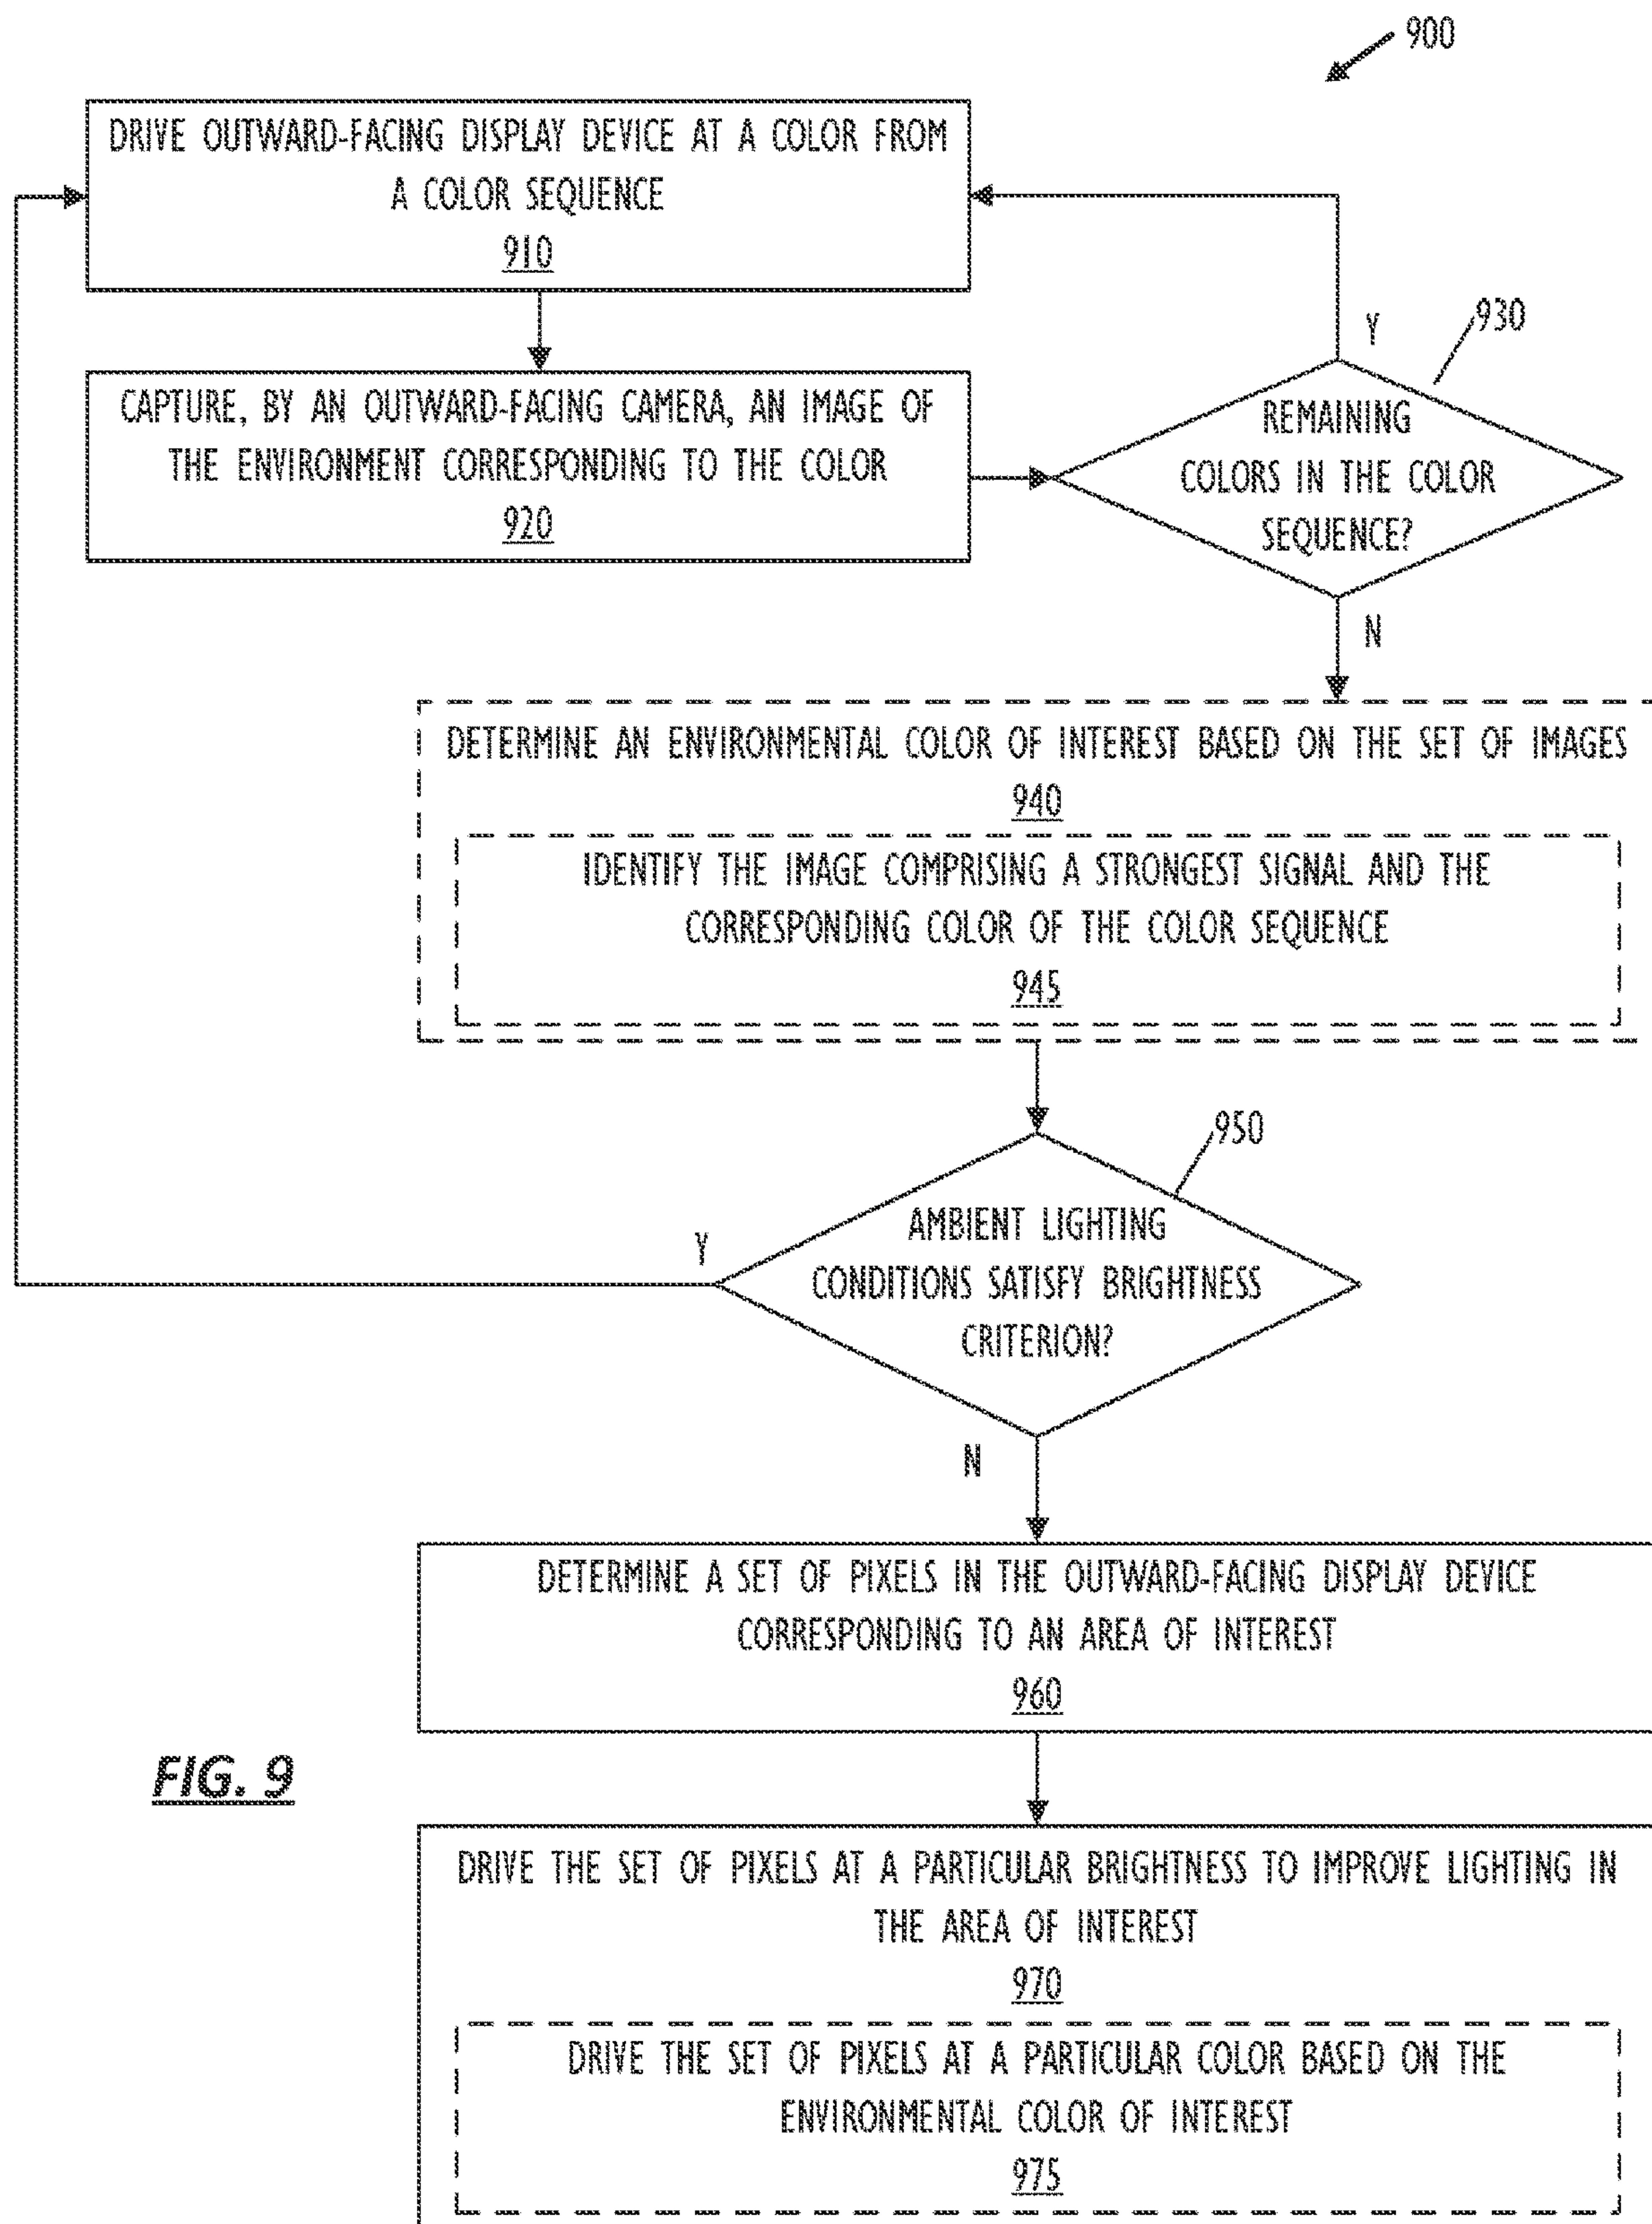 900
DRIVE OUTWARD-FACING DISPLAY DEVICE AT A COLOR FROM
A COLOR SEQUENCE
910
CAPTURE, BY AN OUTWARD-FACING CAMERA, AN IMAGE OF
THE ENVIRONMENT CORRESPONDING TO THE COLOR
920
930
Y
REMAINING
COLORS IN THE COLOR
SEQUENCE?
N
DETERMINE AN ENVIRONMENTAL COLOR OF INTEREST BASED ON THE SET OF IMAGES
940
IDENTIFY THE IMAGE COMPRISING A STRONGEST SIGNAL AND THE
CORRESPONDING COLOR OF THE COLOR SEQUENCE
945
950
Y
AMBIENT LIGHTING
CONDITIONS SATISFY BRIGHTNESS
CRITERION?
N
DETERMINE A SET OF PIXELS IN THE OUTWARD-FACING DISPLAY DEVICE
CORRESPONDING TO AN AREA OF INTEREST
960
FIG. 9
DRIVE THE SET OF PIXELS AT A PARTICULAR BRIGHTNESS TO IMPROVE LIGHTING IN
THE AREA OF INTEREST
970
DRIVE THE SET OF PIXELS AT A PARTICULAR COLOR BASED ON THE
ENVIRONMENTAL COLOR OF INTEREST
975